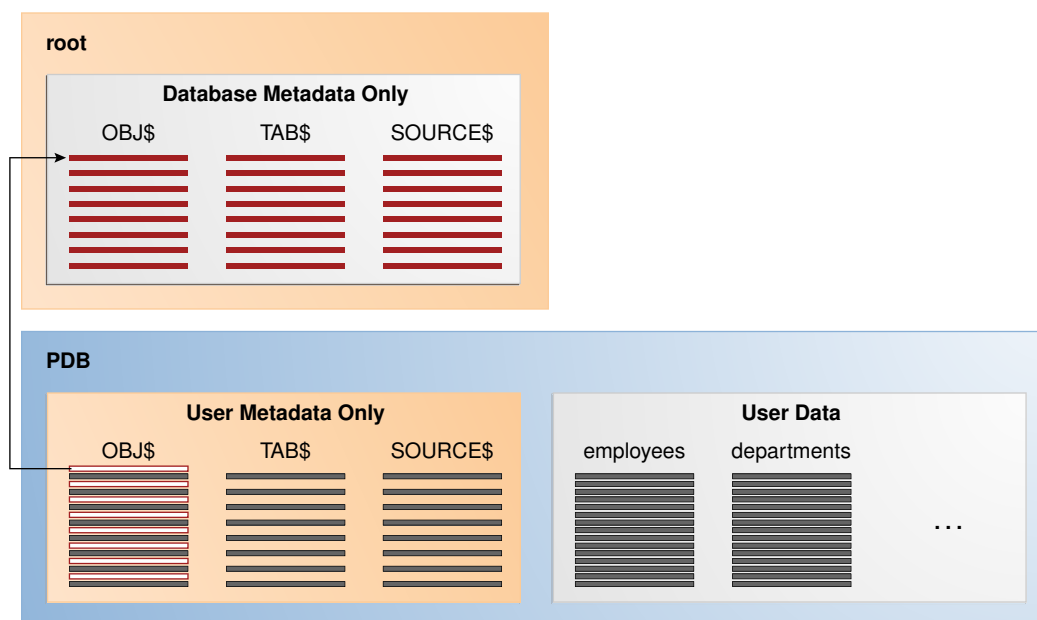 root
Database Metadata Only
OBJ$ TAB$ SOURCE$
PDB
User Metadata Only
OBJ$ TAB$ SOURCE$
User Data
employees departments
...